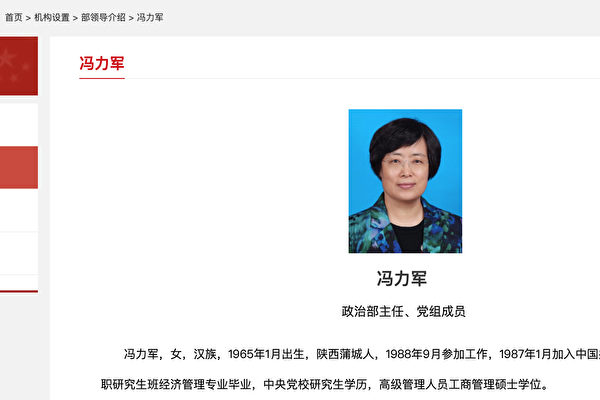 首页 > 机构设置 > 部领导介绍 > 冯力军
冯力军
冯力军
政治部主任、党组成员
冯力军，女，汉族，1965年1月出生，陕西蒲城人，1988年9月参加工作，1987年1月加入中国
职研究生班经济管理专业毕业，中央党校研究生学历，高级管理人员工商管理硕士学位。